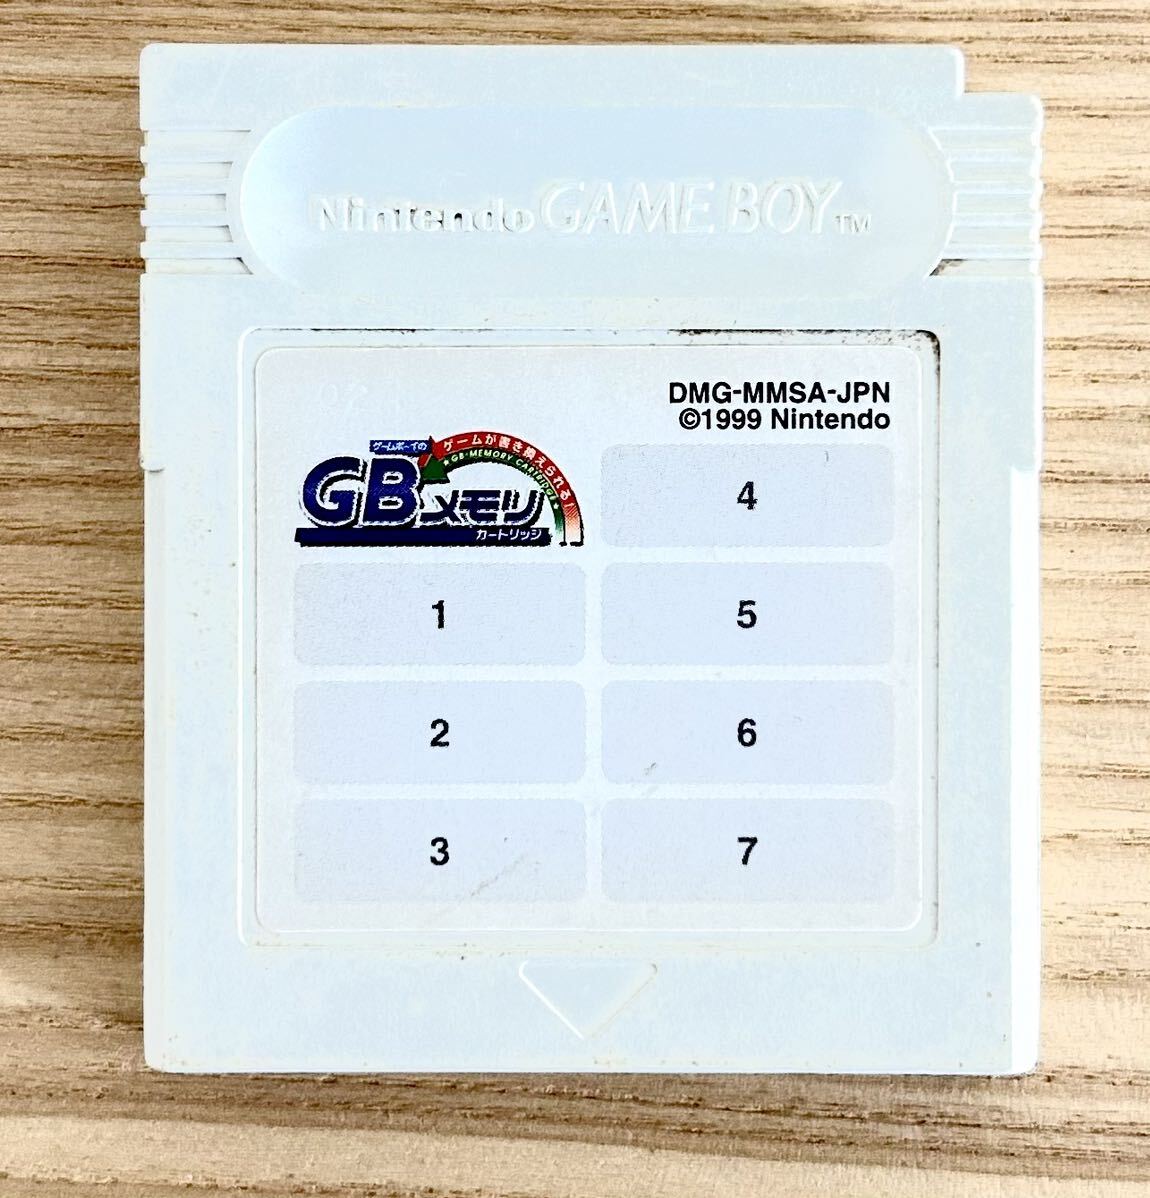 Nintendo GAME BOY TM
DMG-MMSA-JPN
©1999 Nintendo
ゲームボーイの
ゲームが書き換えられる!
★GB・MEMORY CARTRIDGE★
GBメモリ
カートリッジ
1
2
3
4
5
6
7